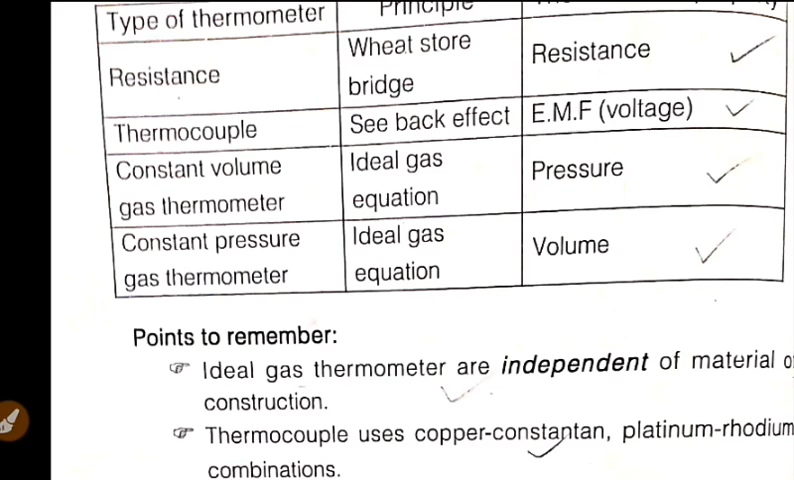 Type of thermometer Principle
Resistance Wheat store bridge Resistance
Thermocouple See back effect E.M.F (voltage)
Constant volume gas thermometer Ideal gas equation Pressure
Constant pressure gas thermometer Ideal gas equation Volume
Points to remember:
Ideal gas thermometer are independent of material
construction.
Thermocouple uses copper-constantan, platinum-rhodium
combinations.